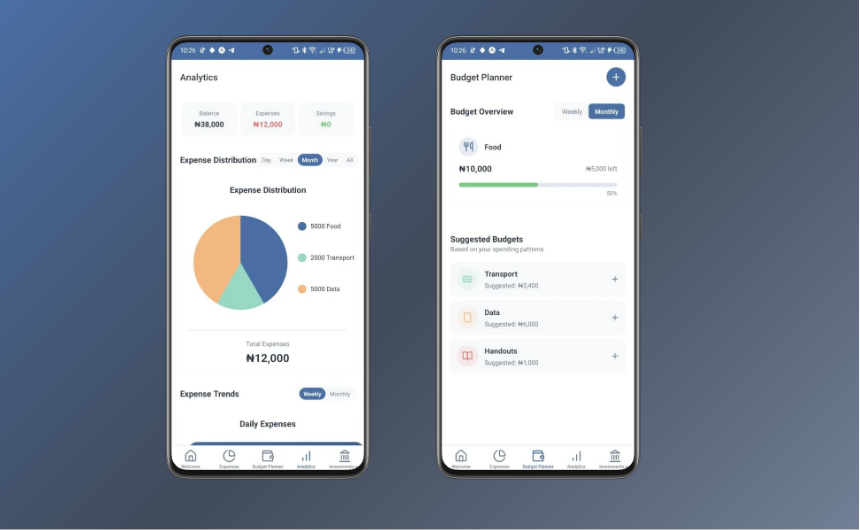 10:26
Analytics
Balance
₦38,000
Expenses
₦12,000
Savings
₦0
Expense Distribution
Day Week Month Year All
Expense Distribution
5000 Food
2000 Transport
5000 Data
Total Expenses
₦12,000
Expense Trends
Weekly Monthly
Daily Expenses
Welcome Expenses Budget Planner Analytics Investments
10:26
Budget Planner
+
Budget Overview
Weekly Monthly
Food
₦10,000
₦5,000 left
50%
Suggested Budgets
Based on your spending patterns
Transport
Suggested: ₦2,400
+
Data
Suggested: ₦6,000
+
Handouts
Suggested: ₦1,000
+
Welcome Expenses Budget Planner Analytics Investments